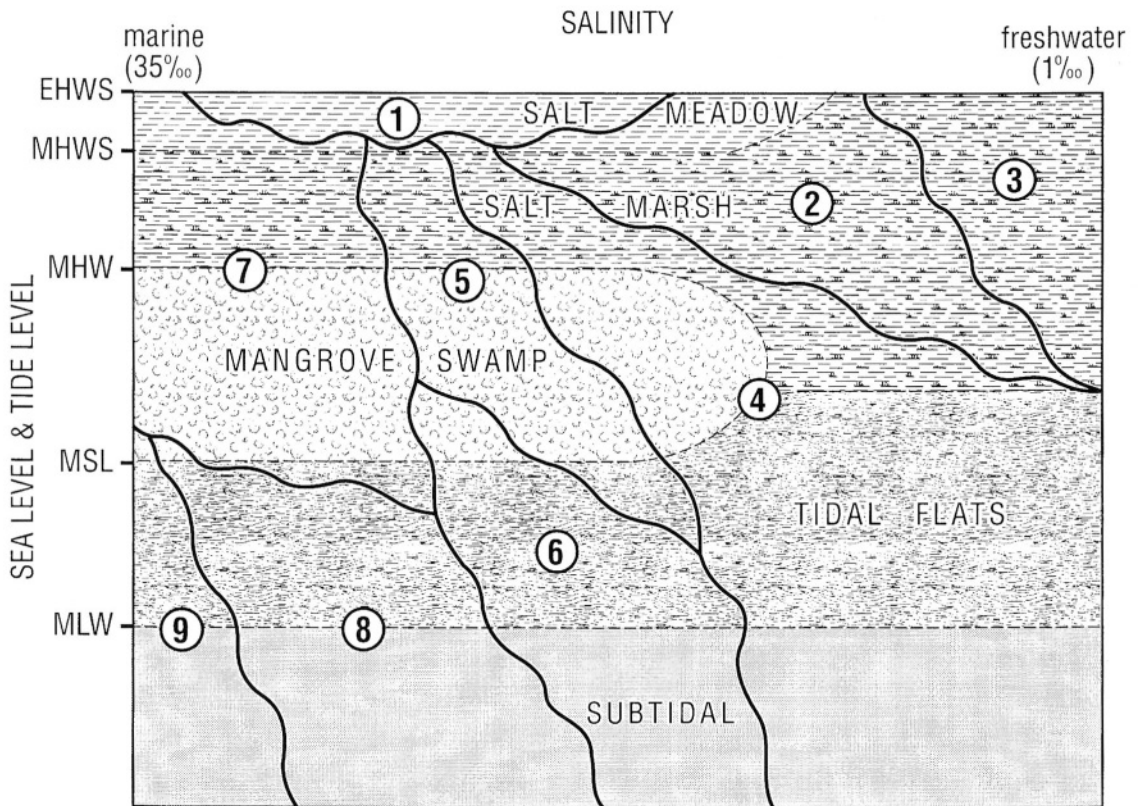 SALINITY
marine
(35‰)
freshwater
(1‰)
EHWS
MHWS
MHW
MSL
MLW
SEA LEVEL & TIDE LEVEL
1
SALT MEADOW
2
3
SALT MARSH
7
5
MANGROVE SWAMP
4
TIDAL FLATS
6
9
8
SUBTIDAL